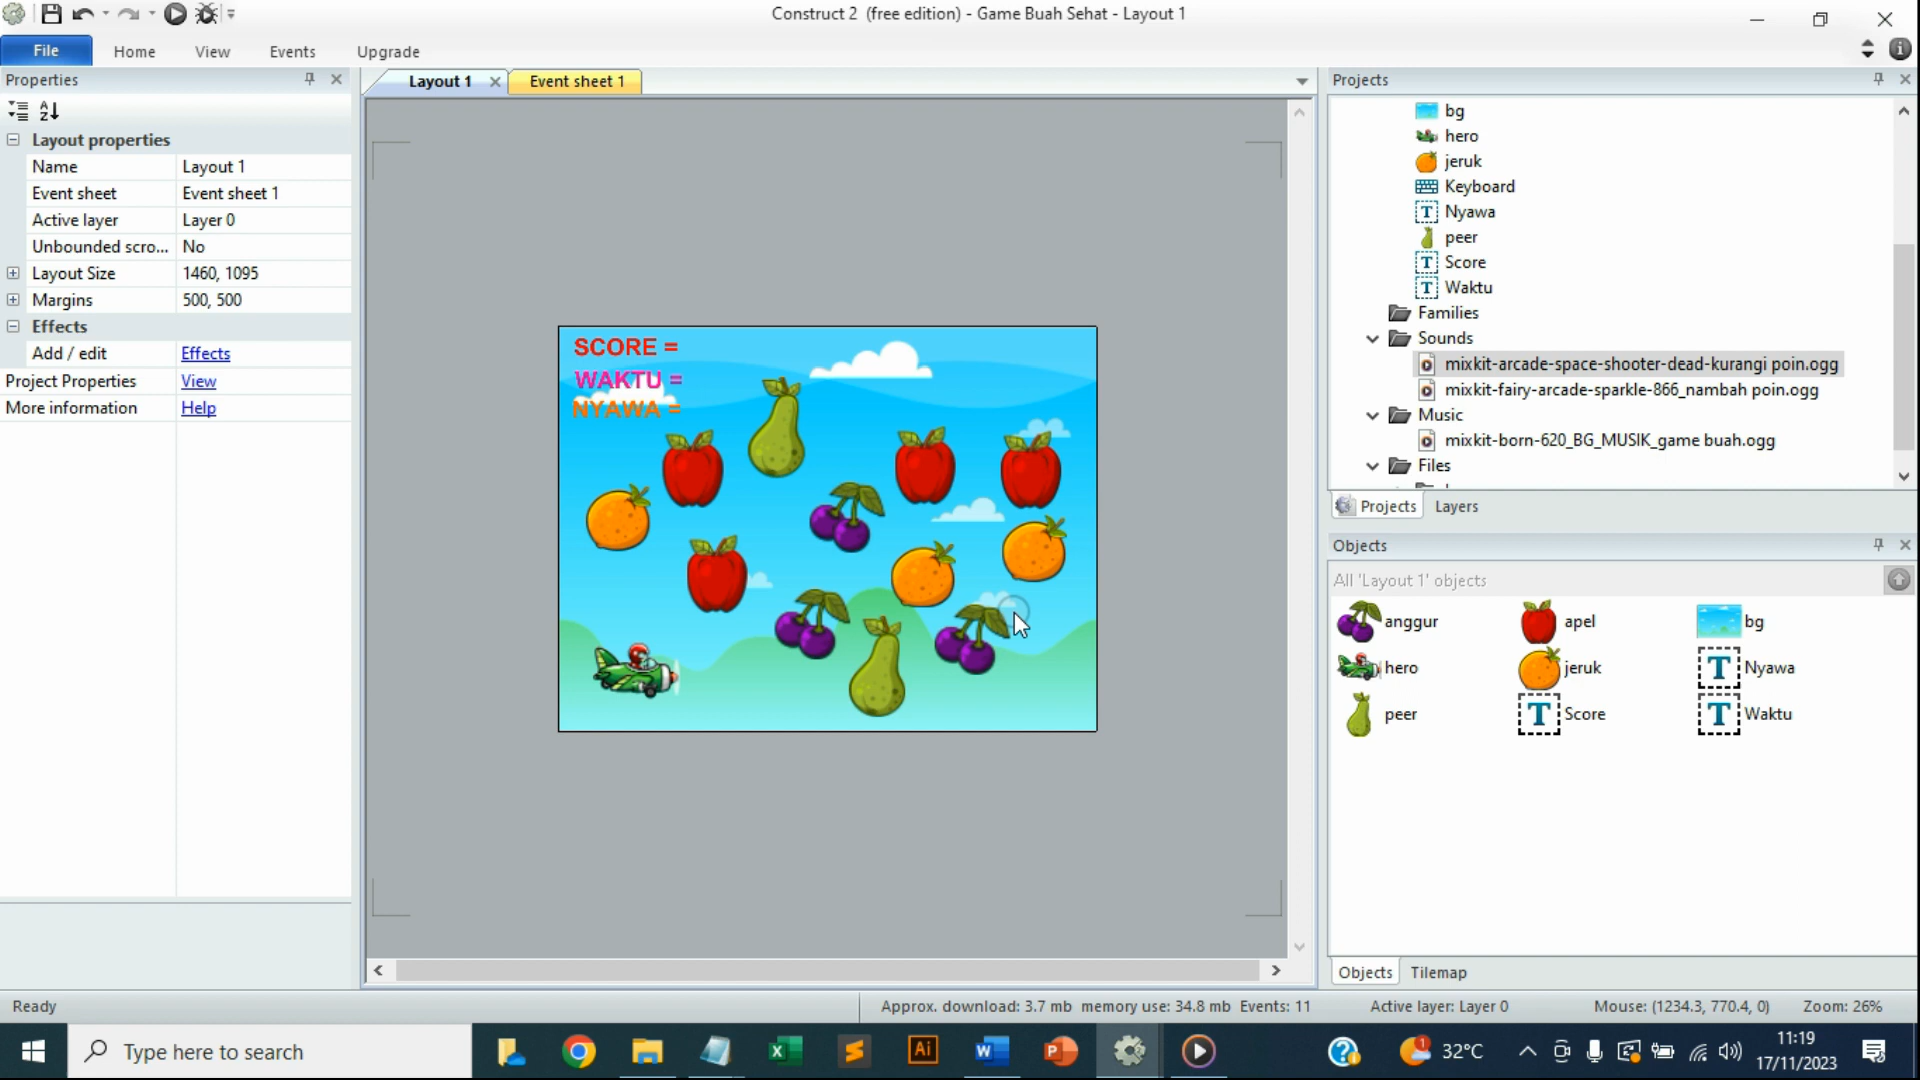 Construct 2 (free edition) - Game Buah Sehat - Layout 1
File Home View Events Upgrade
Properties
Layout properties
Name Layout 1
Event sheet Event sheet 1
Active layer Layer 0
Unbounded scro... No
Layout Size 1460, 1095
Margins 500, 500
Effects
Add / edit Effects
Project Properties View
More information Help
Layout 1 Event sheet 1
SCORE =
WAKTU =
NYAWA =
Projects
bg
hero
jeruk
Keyboard
Nyawa
peer
Score
Waktu
Families
Sounds
mixkit-arcade-space-shooter-dead-kurangi poin.ogg
mixkit-fairy-arcade-sparkle-866_nambah poin.ogg
Music
mixkit-born-620_BG_MUSIK_game buah.ogg
Files
Projects Layers
Objects
All 'Layout 1' objects
anggur apel bg
hero jeruk Nyawa
peer Score Waktu
Objects Tilemap
Ready Approx. download: 3.7 mb memory use: 34.8 mb Events: 11 Active layer: Layer 0 Mouse: (1234.3, 770.4, 0) Zoom: 26%
Type here to search
32°C
11:19
17/11/2023